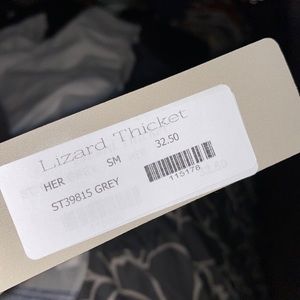 Lizard Thicket
HER SM 32.50
ST39815 GREY
115178